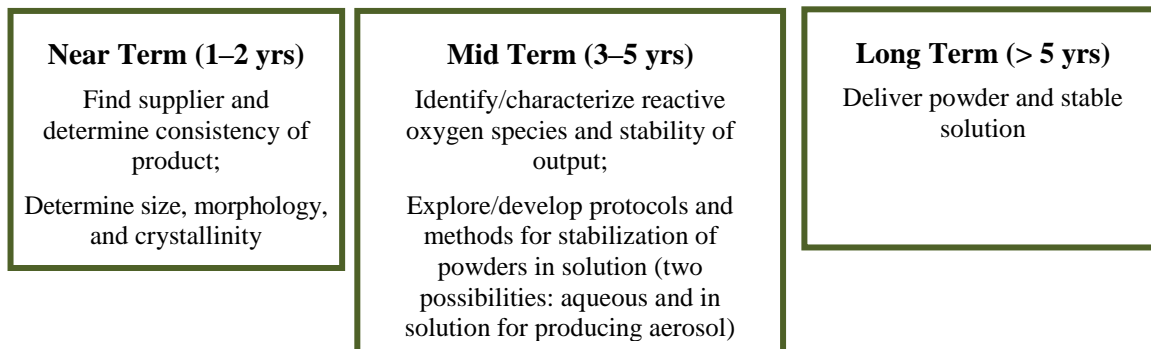 Near Term (1–2 yrs)
Find supplier and
determine consistency of
product;
Determine size, morphology,
and crystallinity
Mid Term (3–5 yrs)
Identify/characterize reactive
oxygen species and stability of
output;
Explore/develop protocols and
methods for stabilization of
powders in solution (two
possibilities: aqueous and in
solution for producing aerosol)
Long Term (> 5 yrs)
Deliver powder and stable
solution